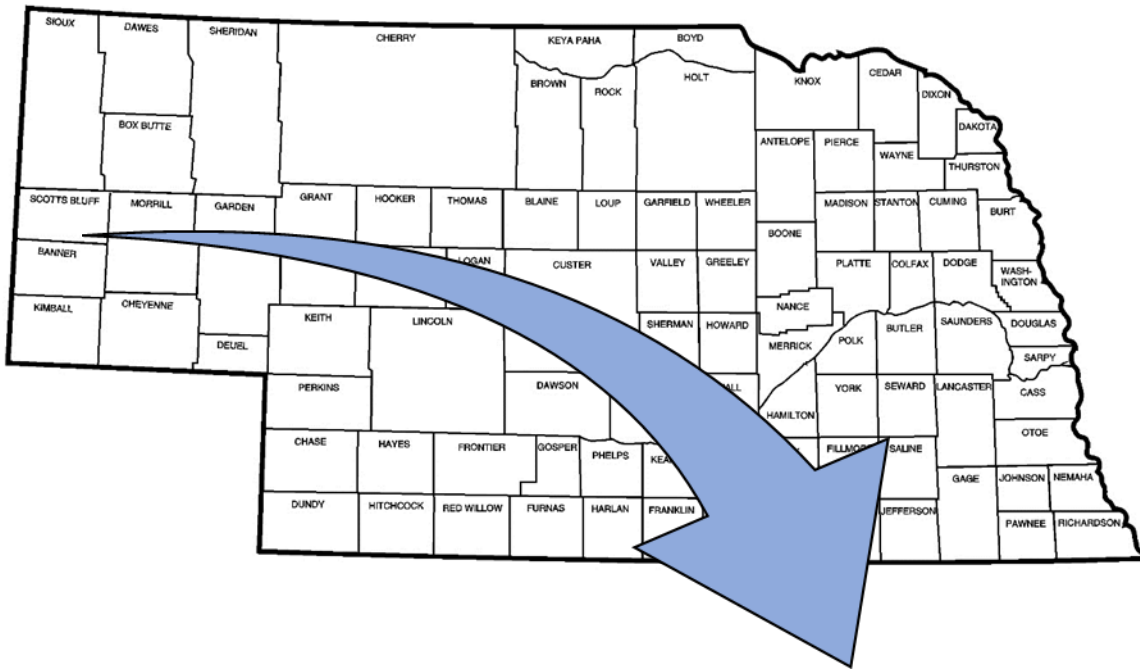 SIOUX
DAWES
SHERIDAN
CHERRY
KEYA PAHA
BOYD
KNOX
CEDAR
DIXON
DAKOTA
BOX BUTTE
BROWN
ROCK
HOLT
ANTELOPE
PIERCE
WAYNE
THURSTON
SCOTTS BLUFF
MORRILL
GARDEN
GRANT
HOOKER
THOMAS
BLAINE
LOUP
GARFIELD
WHEELER
MADISON
STANTON
CUMING
BURT
BOONE
BANNER
LOGAN
CUSTER
VALLEY
GREELEY
PLATTE
COLFAX
DODGE
WASH-
INGTON
KIMBALL
CHEYENNE
KEITH
LINCOLN
SHERMAN
HOWARD
NANCE
MERRICK
POLK
BUTLER
SAUNDERS
DOUGLAS
SARPY
DEUEL
PERKINS
DAWSON
HAMILTON
YORK
SEWARD
LANCASTER
CASS
OTOE
CHASE
HAYES
FRONTIER
GOSPER
PHELPS
SALINE
GAGE
JOHNSON
NEMAHA
DUNDY
HITCHCOCK
RED WILLOW
FURNAS
HARLAN
FRANKLIN
JEFFERSON
PAWNEE
RICHARDSON